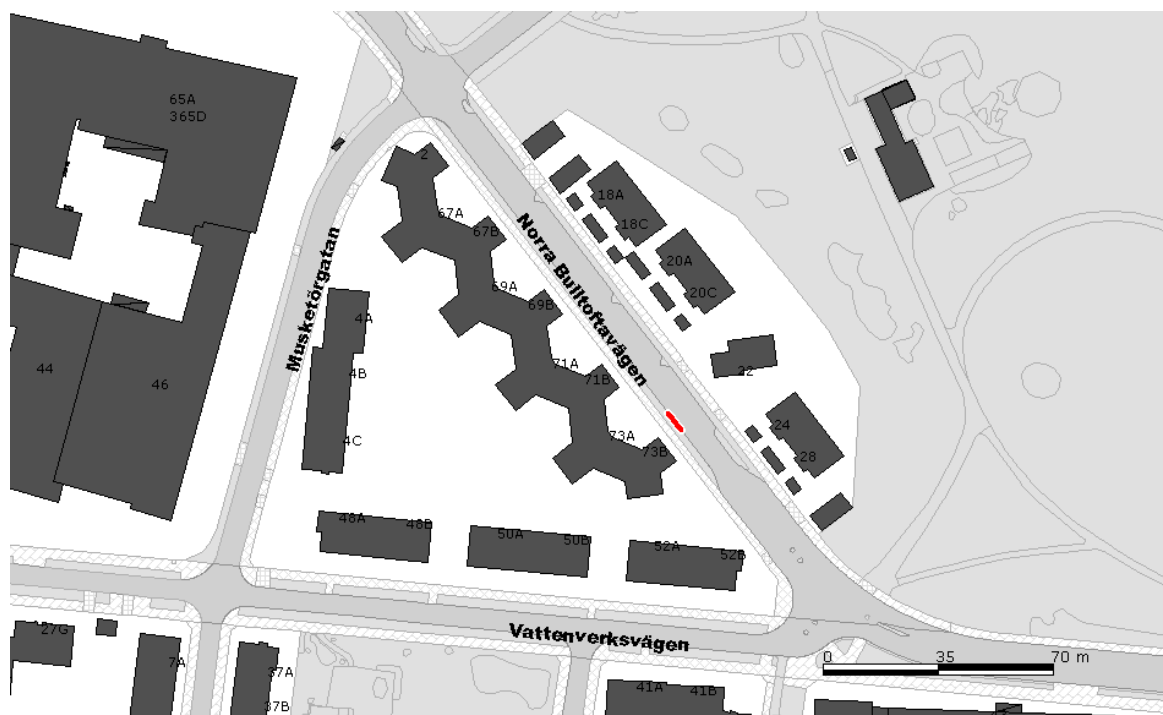 65A
365D
2
67A
67B
69A
69B
71A
71B
73A
73B
18A
18C
20A
20C
22
24
28
Norra Bulltoftavägen
Musketörgatan
4A
4B
4C
44
46
48A
48B
50A
50B
52A
52B
Vattenverksvägen
27G
7A
37A
37B
41A
41B
0
35
70 m